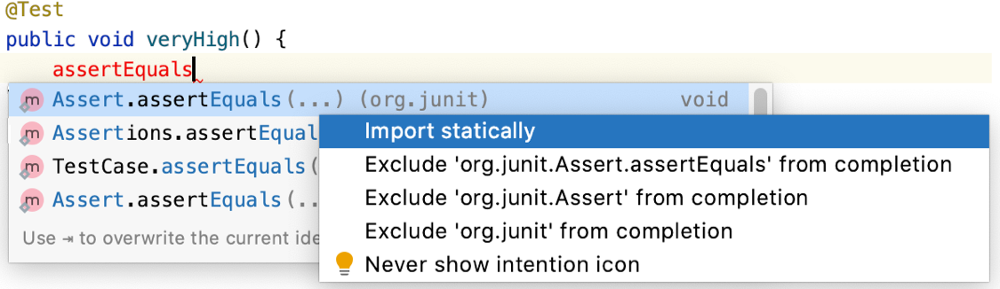 @Test
public void veryHigh() {
assertEquals
m Assert.assertEquals(...) (org.junit) void
m Assertions.assertEqual
m TestCase.assertEquals(
m Assert.assertEquals(..
Use ⇥ to overwrite the current ide
Import statically
Exclude 'org.junit.Assert.assertEquals' from completion
Exclude 'org.junit.Assert' from completion
Exclude 'org.junit' from completion
Never show intention icon